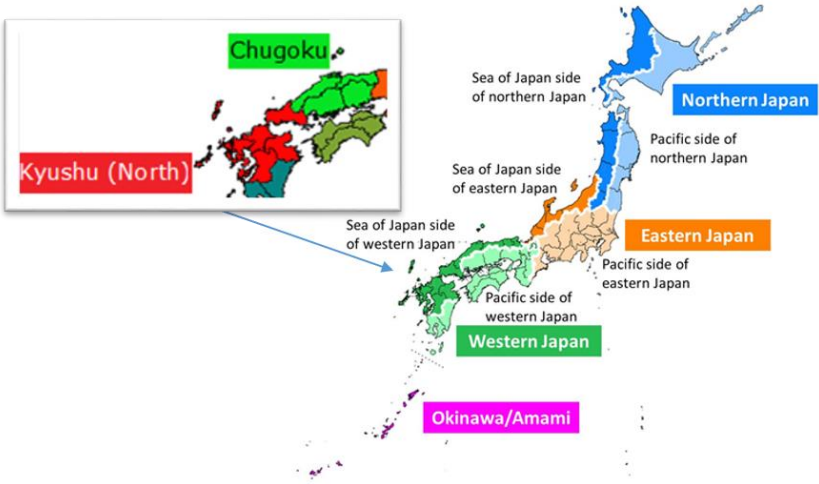 Chugoku
Kyushu (North)
Sea of Japan side
of northern Japan
Northern Japan
Pacific side of
northern Japan
Sea of Japan side
of eastern Japan
Eastern Japan
Sea of Japan side
of western Japan
Pacific side of
eastern Japan
Pacific side of
western Japan
Western Japan
Okinawa/Amami